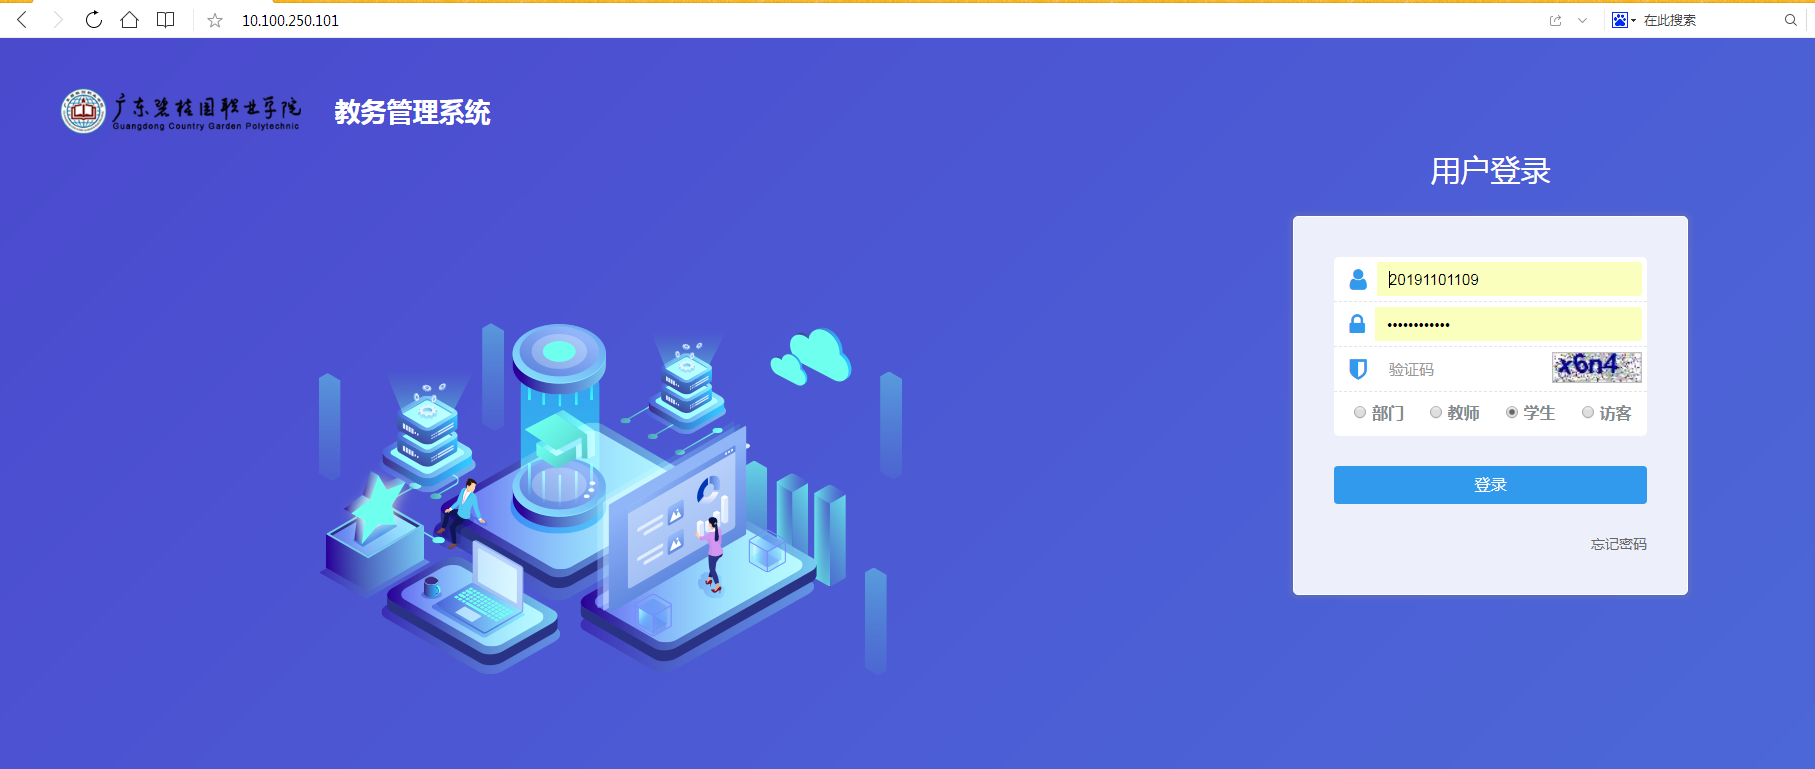 10.100.250.101
在此搜索
广东碧桂园职业学院
Guangdong Country Garden Polytechnic
教务管理系统
用户登录
20191101109
••••••••••••
验证码
x6n4
部门 教师 学生 访客
登录
忘记密码